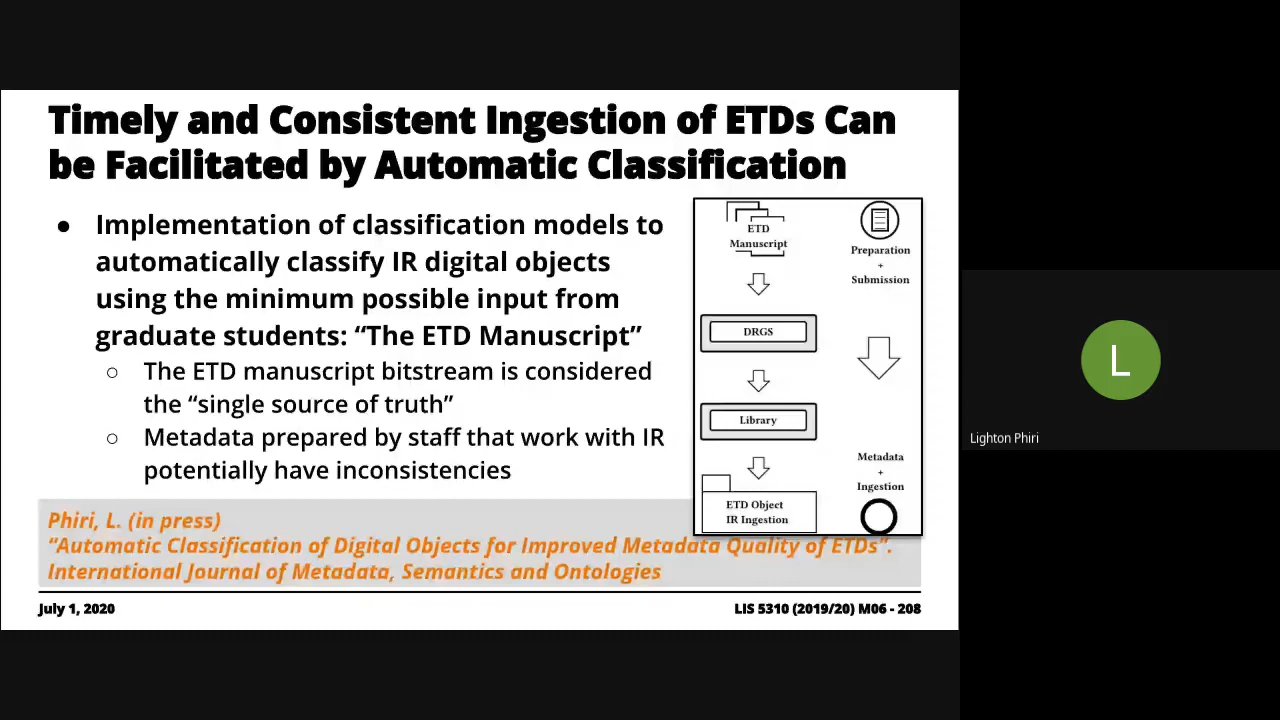 Timely and Consistent Ingestion of ETDs Can
be Facilitated by Automatic Classification
● Implementation of classification models to
automatically classify IR digital objects
using the minimum possible input from
graduate students: “The ETD Manuscript”
○ The ETD manuscript bitstream is considered
the “single source of truth”
○ Metadata prepared by staff that work with IR
potentially have inconsistencies
ETD
Manuscript
DRGS
Library
ETD Object
IR Ingestion
Preparation
+
Submission
Metadata
+
Ingestion
Phiri, L. (in press)
“Automatic Classification of Digital Objects for Improved Metadata Quality of ETDs”.
International Journal of Metadata, Semantics and Ontologies
July 1, 2020
LIS 5310 (2019/20) M06 - 208
L
Lighton Phiri